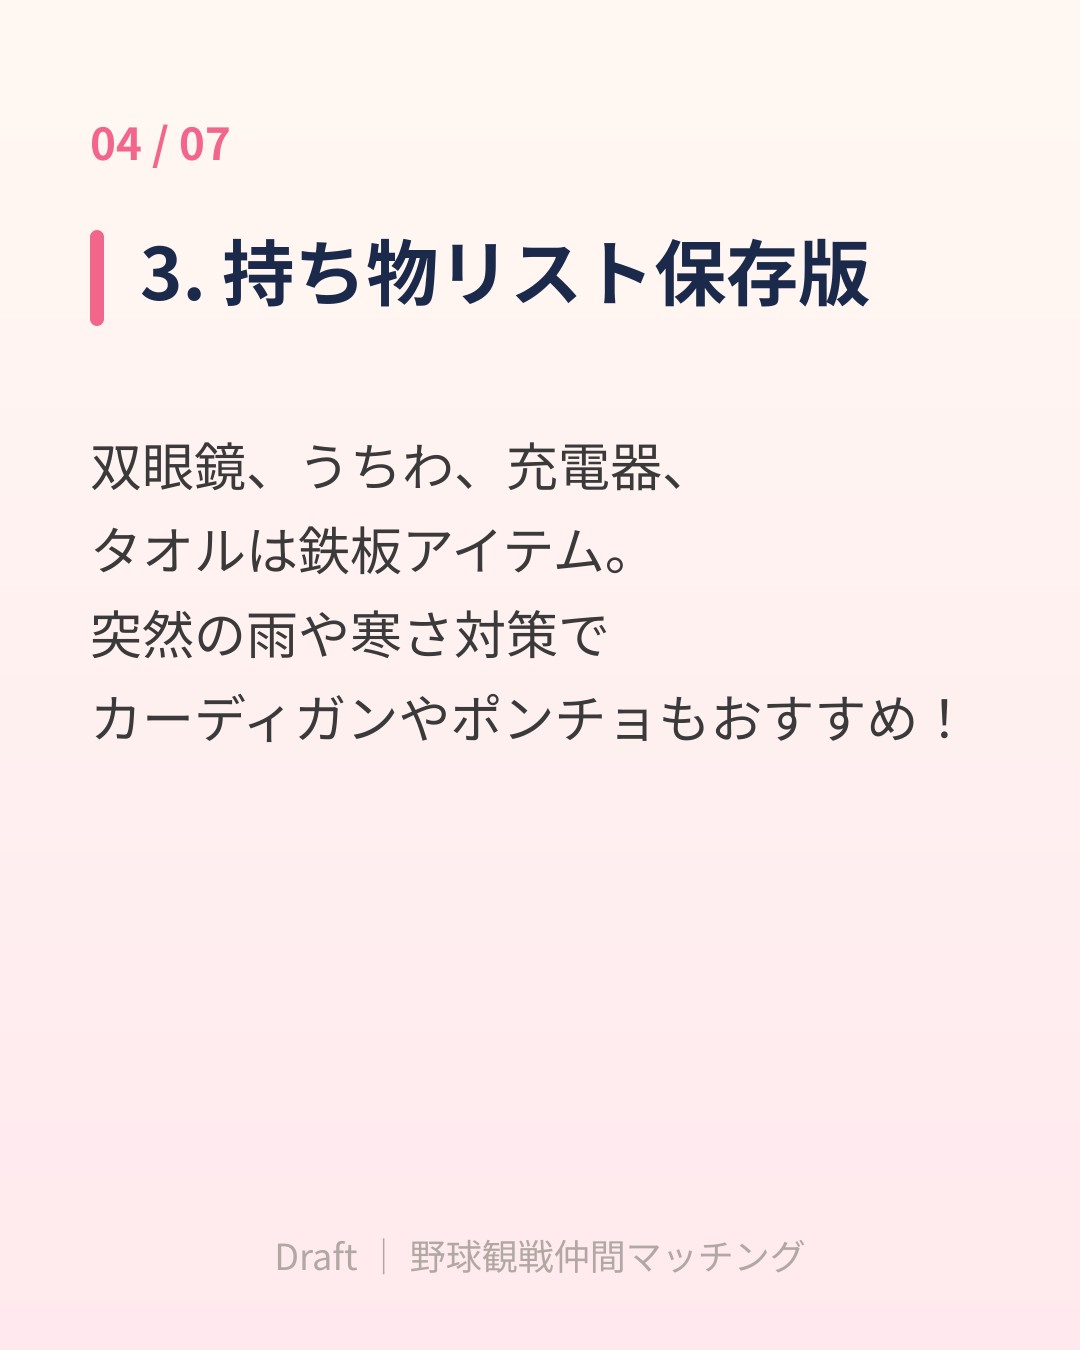 04 / 07
3. 持ち物リスト保存版
双眼鏡、うちわ、充電器、
タオルは鉄板アイテム。
突然の雨や寒さ対策で
カーディガンやポンチョもおすすめ！
Draft ｜ 野球観戦仲間マッチング